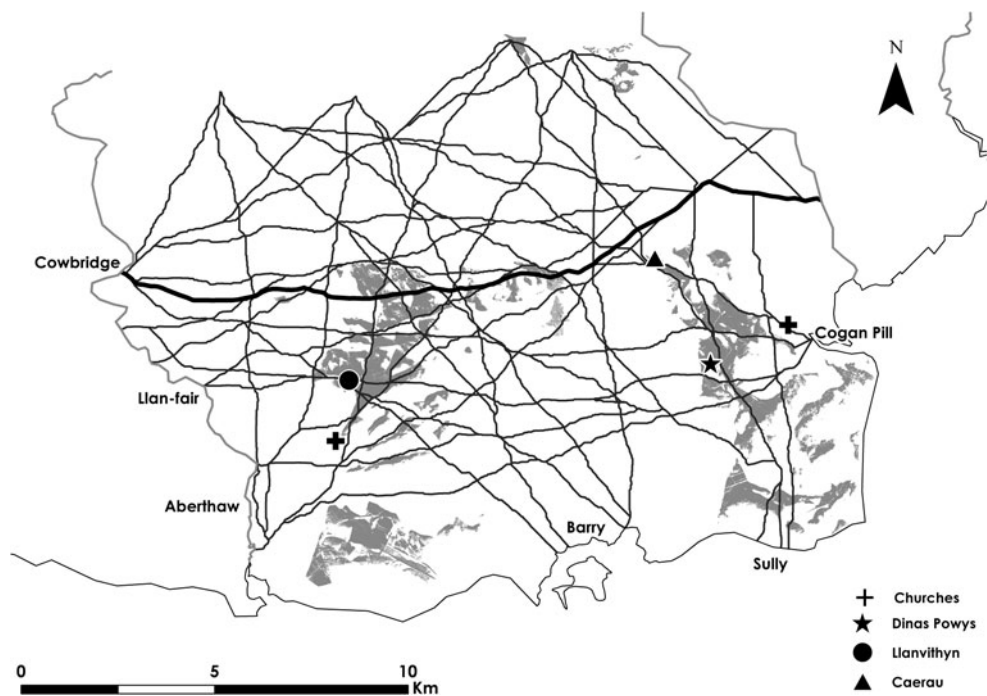 N
Cowbridge
Cogan Pill
Llan-fair
Aberthaw
Barry
Sully
Churches
Dinas Powys
Llanvithyn
Caerau
0 5 10
Km